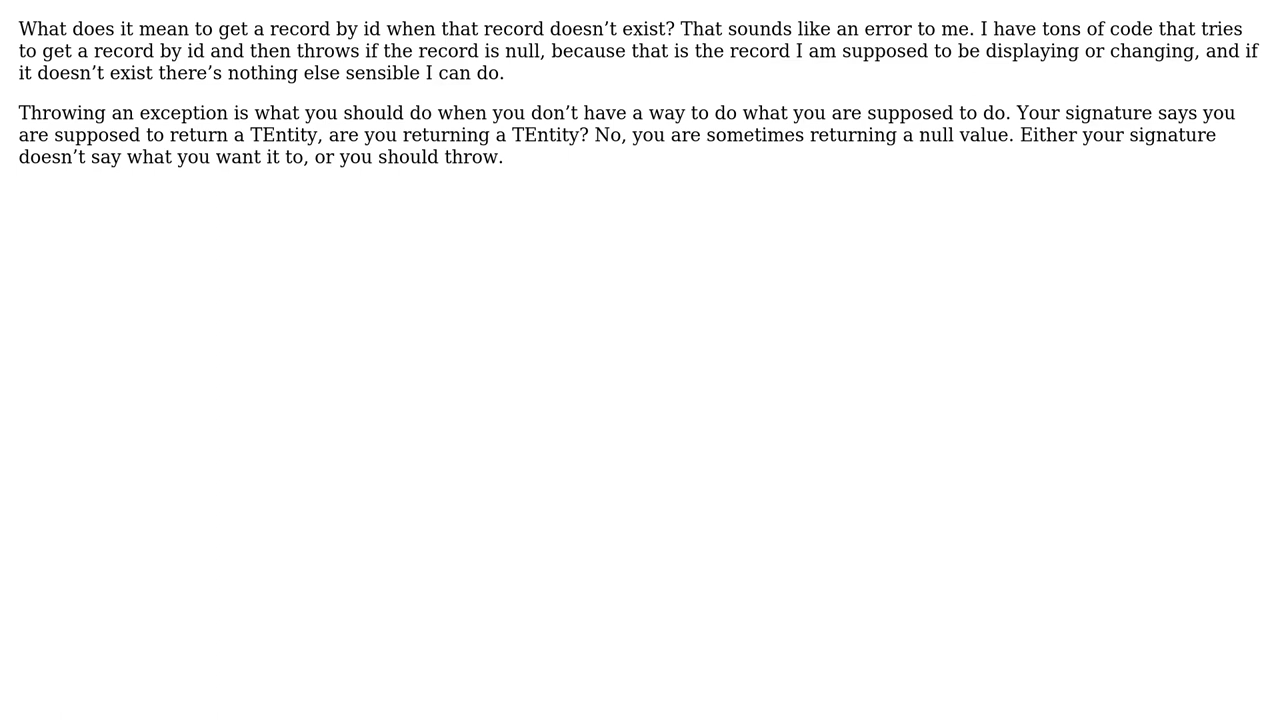 What does it mean to get a record by id when that record doesn’t exist? That sounds like an error to me. I have tons of code that tries
to get a record by id and then throws if the record is null, because that is the record I am supposed to be displaying or changing, and if
it doesn’t exist there’s nothing else sensible I can do.
Throwing an exception is what you should do when you don’t have a way to do what you are supposed to do. Your signature says you
are supposed to return a TEntity, are you returning a TEntity? No, you are sometimes returning a null value. Either your signature
doesn’t say what you want it to, or you should throw.